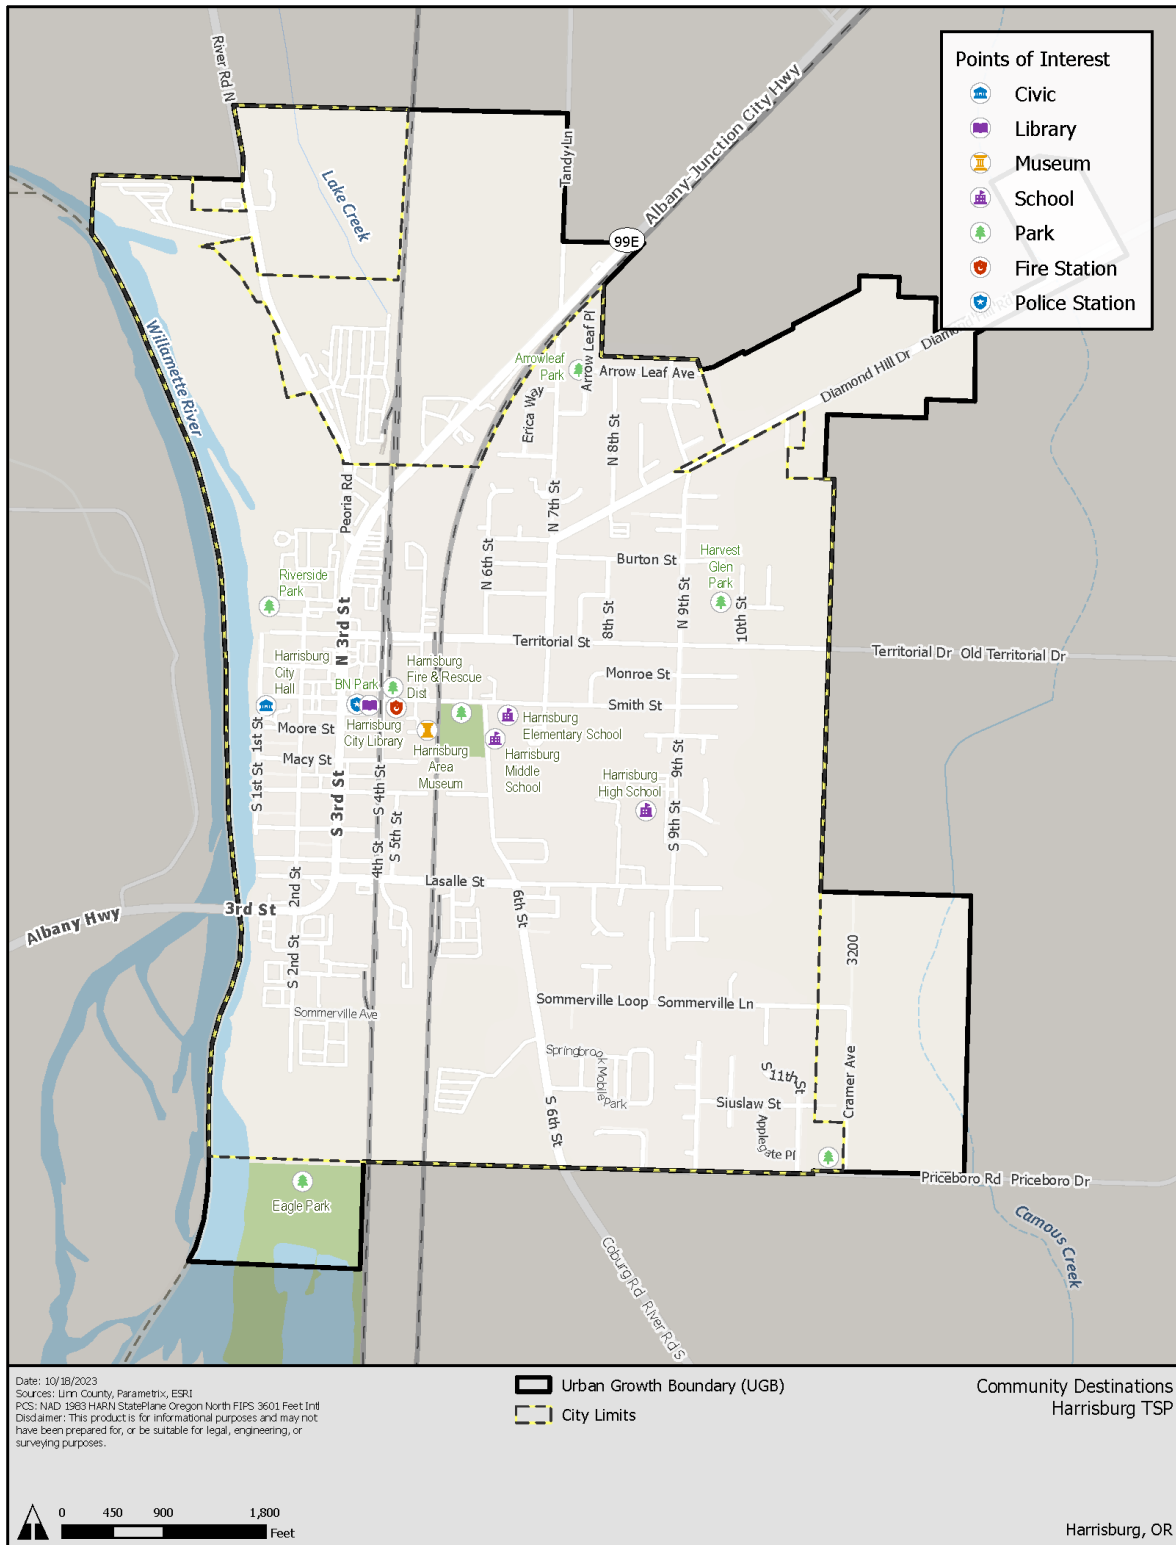 River Rd N
Tandy Ln
Albany-Junction City Hwy
99E
Lake Creek
Willamette River
Points of Interest
Civic
Library
Museum
School
Park
Fire Station
Police Station
Arrowleaf
Park
Arrow Leaf Pl
Arrow Leaf Ave
Erica Way
N 8th St
Diamond Hill Dr
Peoria Rd
N 7th St
N 6th St
Burton St
Harvest
Glen
Park
Riverside
Park
N 3rd St
8th St
N 9th St
10th St
Territorial St
Territorial Dr
Old Territorial Dr
Harrisburg
City
Hall
BN Park
Harrisburg
Fire & Rescue
Dist
Monroe St
Smith St
1st St
Moore St
Harrisburg
City Library
Harrisburg
Elementary School
Harrisburg
Area
Museum
Harrisburg
Middle
School
Macy St
S 1st St
S 3rd St
S 4th St
S 5th St
Harrisburg
High School
9th St
S 9th St
4th St
2nd St
Lasalle St
3rd St
Albany Hwy
6th St
S 2nd St
3200
Sommerville Ave
Sommerville Loop
Sommerville Ln
Springbrook Mobile Park
S 11th St
Siuslaw St
Cramer Ave
Applegate Pl
S 6th St
Priceboro Rd
Priceboro Dr
Eagle Park
Camous Creek
Coburg Rd
River Rd S
Date: 10/18/2023
Sources: Linn County, Parametrix, ESRI
PCS: NAD 1983 HARN StatePlane Oregon North FIPS 3601 Feet Intl
Disclaimer: This product is for informational purposes and may not
have been prepared for, or be suitable for legal, engineering, or
surveying purposes.
Urban Growth Boundary (UGB)
City Limits
Community Destinations
Harrisburg TSP
0 450 900 1,800
Feet
Harrisburg, OR